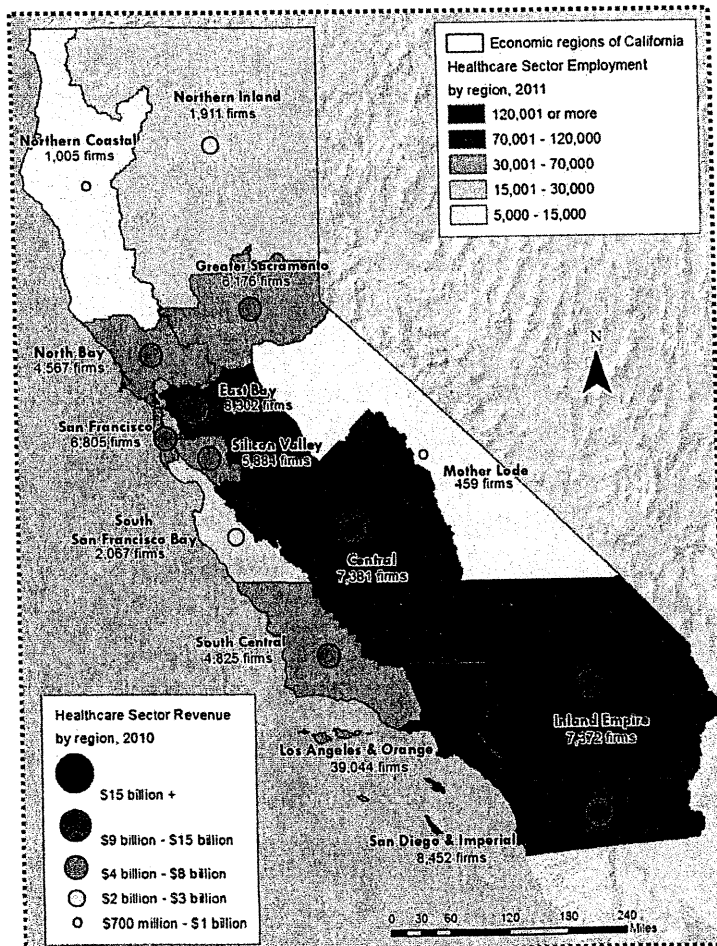 Economic regions of California
Healthcare Sector Employment
by region, 2011
120,001 or more
70,001 - 120,000
30,001 - 70,000
15,001 - 30,000
5,000 - 15,000
Northern Inland
1,911 firms
Northern Coastal
1,005 firms
Greater Sacramento
6,176 firms
N
North Bay
4,567 firms
East Bay
8,302 firms
San Francisco
6,805 firms
Silicon Valley
5,884 firms
Mother Lode
459 firms
South
San Francisco Bay
2,067 firms
Central
7,381 firms
South Central
4,825 firms
Inland Empire
7,372 firms
Los Angeles & Orange
39,044 firms
San Diego & Imperial
8,452 firms
Healthcare Sector Revenue
by region, 2010
$15 billion +
$9 billion - $15 billion
$4 billion - $8 billion
$2 billion - $3 billion
$700 million - $1 billion
0 30 60 120 180 240
Miles